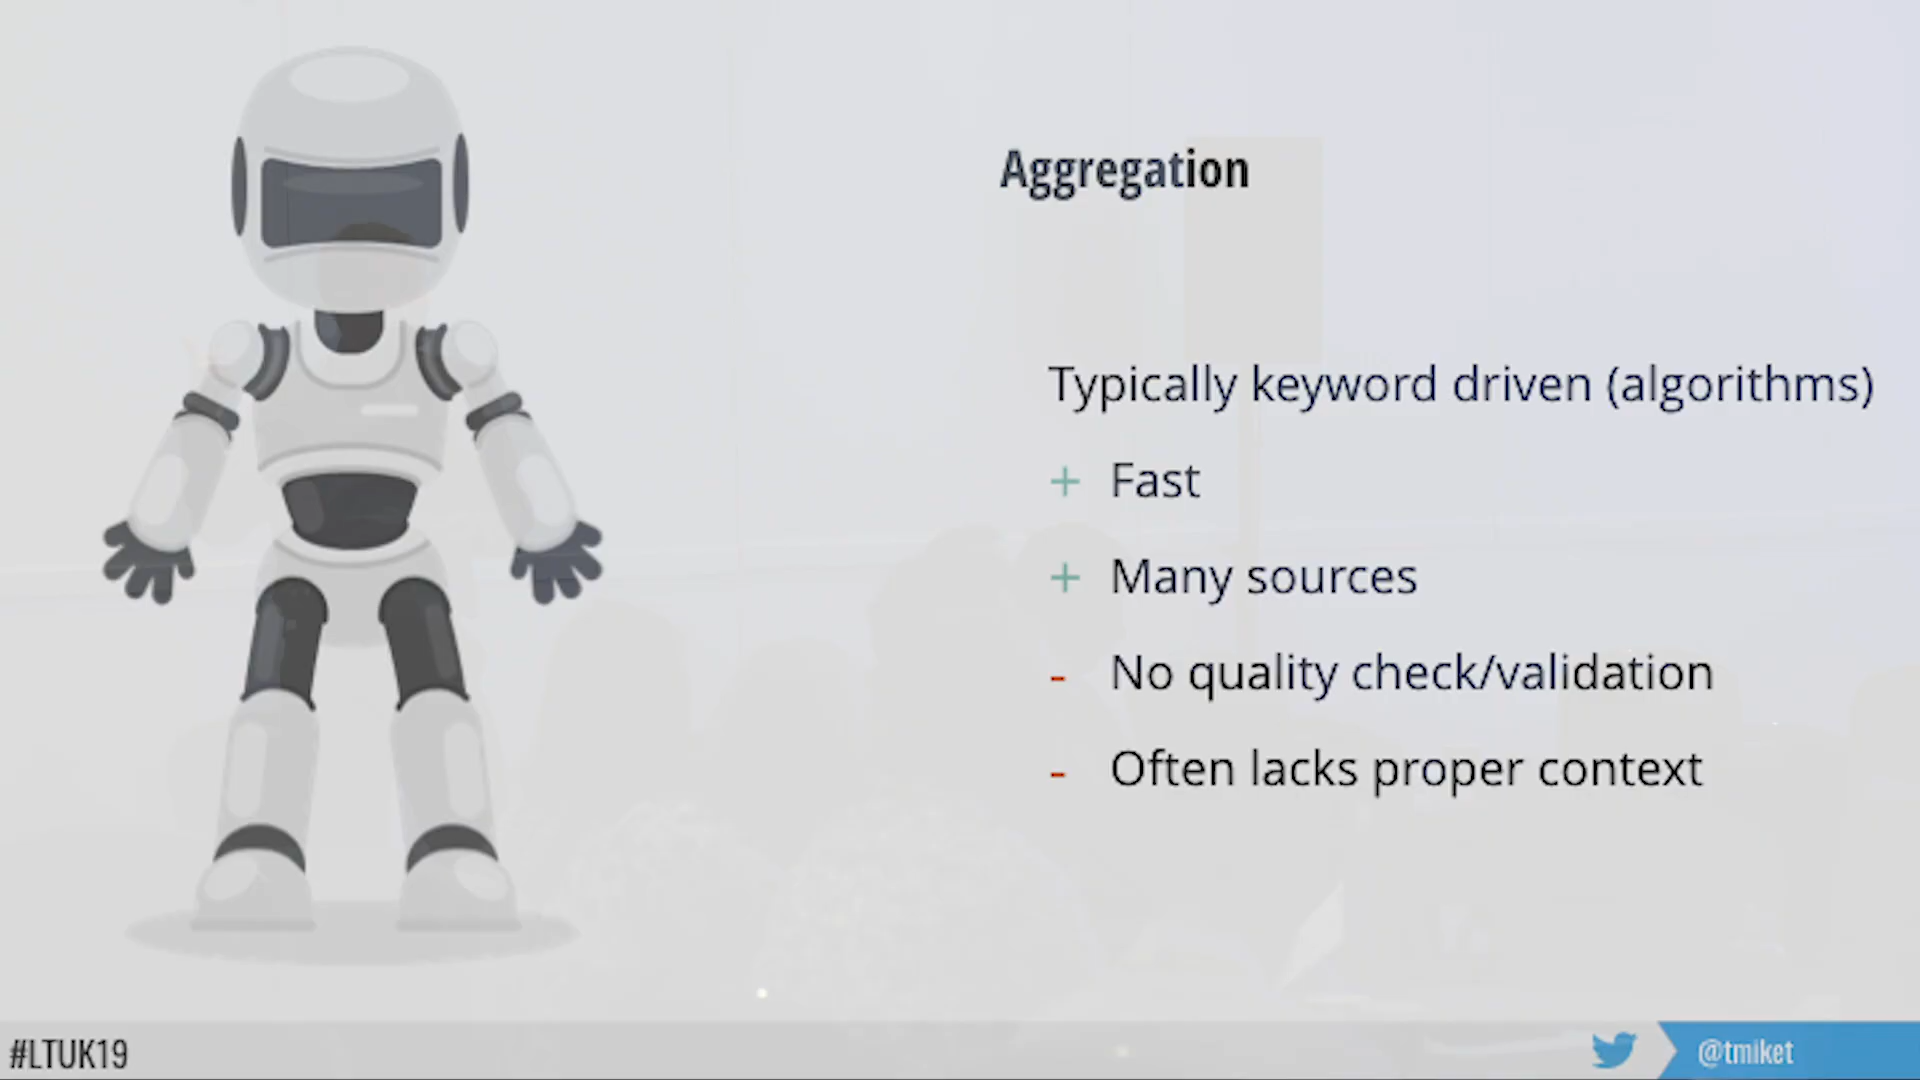 Aggregation
Typically keyword driven (algorithms)
+ Fast
+ Many sources
- No quality check/validation
- Often lacks proper context
#LTUK19
@tmiket